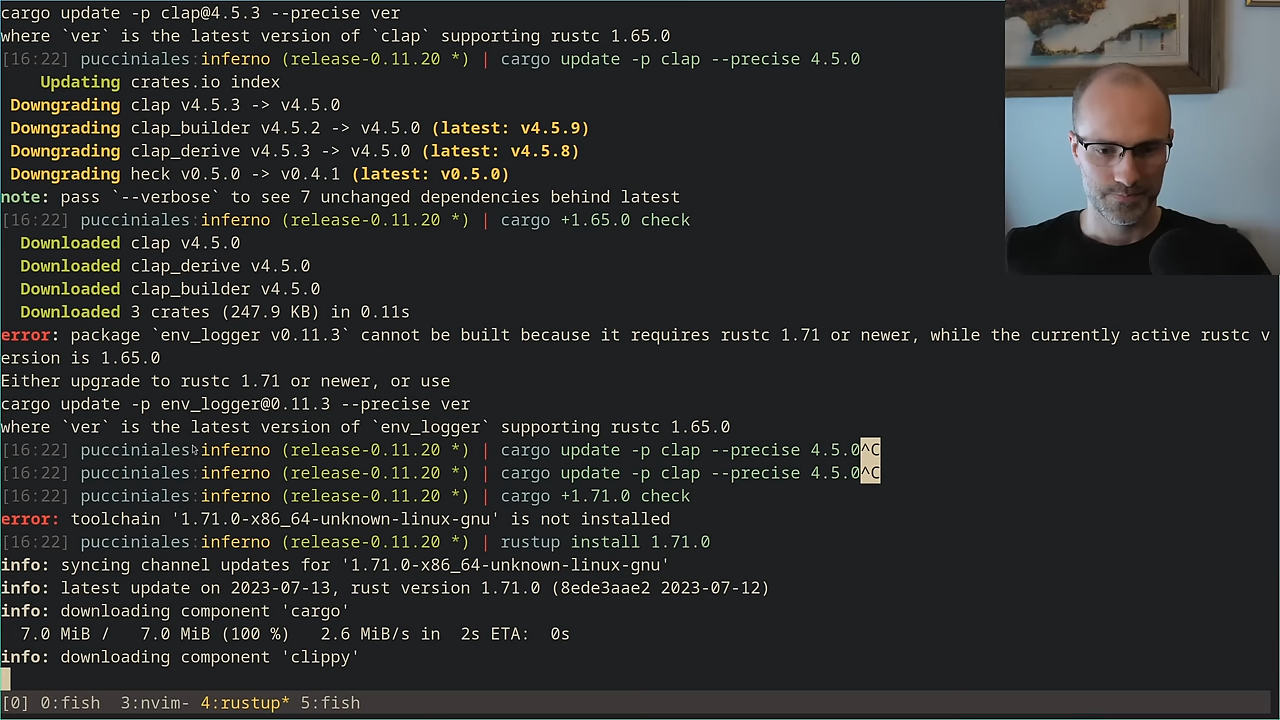 cargo update -p clap@4.5.3 --precise ver
where `ver` is the latest version of `clap` supporting rustc 1.65.0
[16:22] pucciniales:inferno (release-0.11.20 *) | cargo update -p clap --precise 4.5.0
Updating crates.io index
Downgrading clap v4.5.3 -> v4.5.0
Downgrading clap_builder v4.5.2 -> v4.5.0 (latest: v4.5.9)
Downgrading clap_derive v4.5.3 -> v4.5.0 (latest: v4.5.8)
Downgrading heck v0.5.0 -> v0.4.1 (latest: v0.5.0)
note: pass `--verbose` to see 7 unchanged dependencies behind latest
[16:22] pucciniales:inferno (release-0.11.20 *) | cargo +1.65.0 check
Downloaded clap v4.5.0
Downloaded clap_derive v4.5.0
Downloaded clap_builder v4.5.0
Downloaded 3 crates (247.9 KB) in 0.11s
error: package `env_logger v0.11.3` cannot be built because it requires rustc 1.71 or newer, while the currently active rustc v
ersion is 1.65.0
Either upgrade to rustc 1.71 or newer, or use
cargo update -p env_logger@0.11.3 --precise ver
where `ver` is the latest version of `env_logger` supporting rustc 1.65.0
[16:22] pucciniales:inferno (release-0.11.20 *) | cargo update -p clap --precise 4.5.0^C
[16:22] pucciniales:inferno (release-0.11.20 *) | cargo update -p clap --precise 4.5.0^C
[16:22] pucciniales:inferno (release-0.11.20 *) | cargo +1.71.0 check
error: toolchain '1.71.0-x86_64-unknown-linux-gnu' is not installed
[16:22] pucciniales:inferno (release-0.11.20 *) | rustup install 1.71.0
info: syncing channel updates for '1.71.0-x86_64-unknown-linux-gnu'
info: latest update on 2023-07-13, rust version 1.71.0 (8ede3aae2 2023-07-12)
info: downloading component 'cargo'
7.0 MiB / 7.0 MiB (100 %) 2.6 MiB/s in 2s ETA: 0s
info: downloading component 'clippy'
[0] 0:fish 3:nvim- 4:rustup* 5:fish